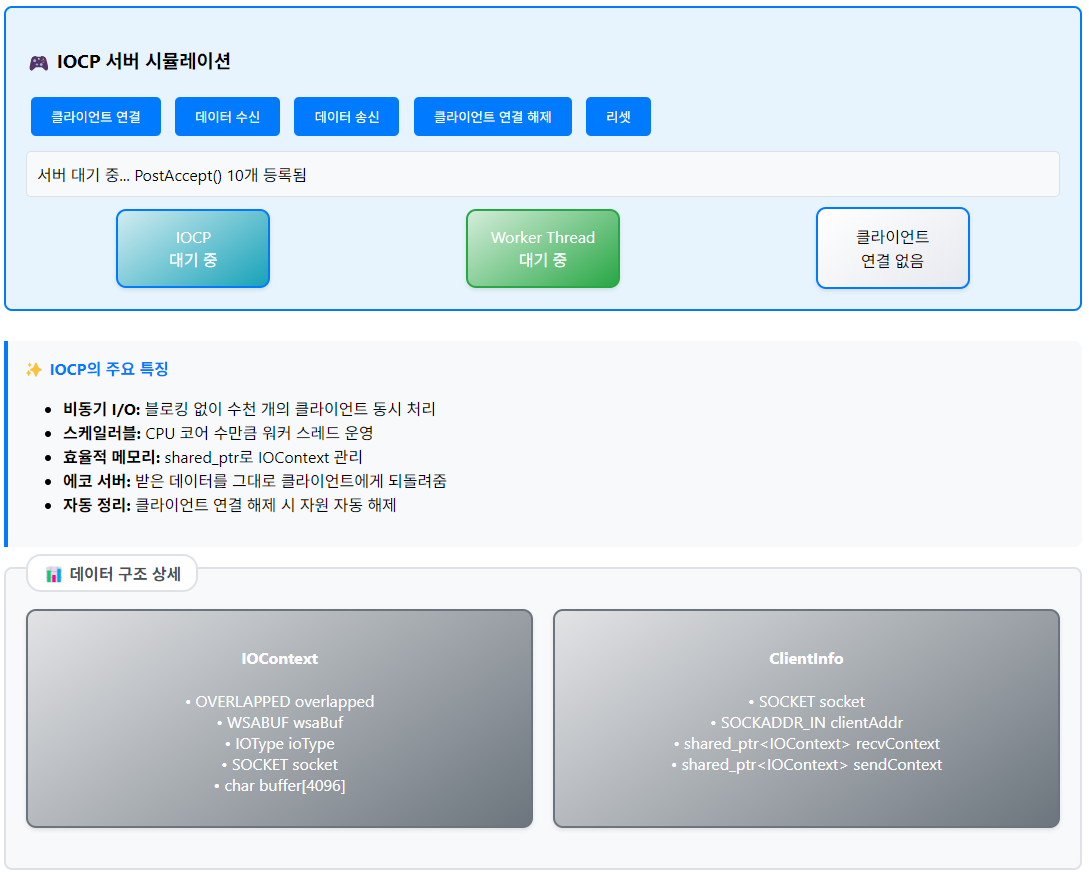 🎮 IOCP 서버 시뮬레이션
클라이언트 연결
데이터 수신
데이터 송신
클라이언트 연결 해제
리셋
서버 대기 중... PostAccept() 10개 등록됨
IOCP
대기 중
Worker Thread
대기 중
클라이언트
연결 없음
✨ IOCP의 주요 특징
• 비동기 I/O: 블로킹 없이 수천 개의 클라이언트 동시 처리
• 스케일러블: CPU 코어 수만큼 워커 스레드 운영
• 효율적 메모리: shared_ptr로 IOContext 관리
• 에코 서버: 받은 데이터를 그대로 클라이언트에게 되돌려줌
• 자동 정리: 클라이언트 연결 해제 시 자원 자동 해제
📊 데이터 구조 상세
IOContext
• OVERLAPPED overlapped
• WSABUF wsaBuf
• IOType ioType
• SOCKET socket
• char buffer[4096]
ClientInfo
• SOCKET socket
• SOCKADDR_IN clientAddr
• shared_ptr<IOContext> recvContext
• shared_ptr<IOContext> sendContext